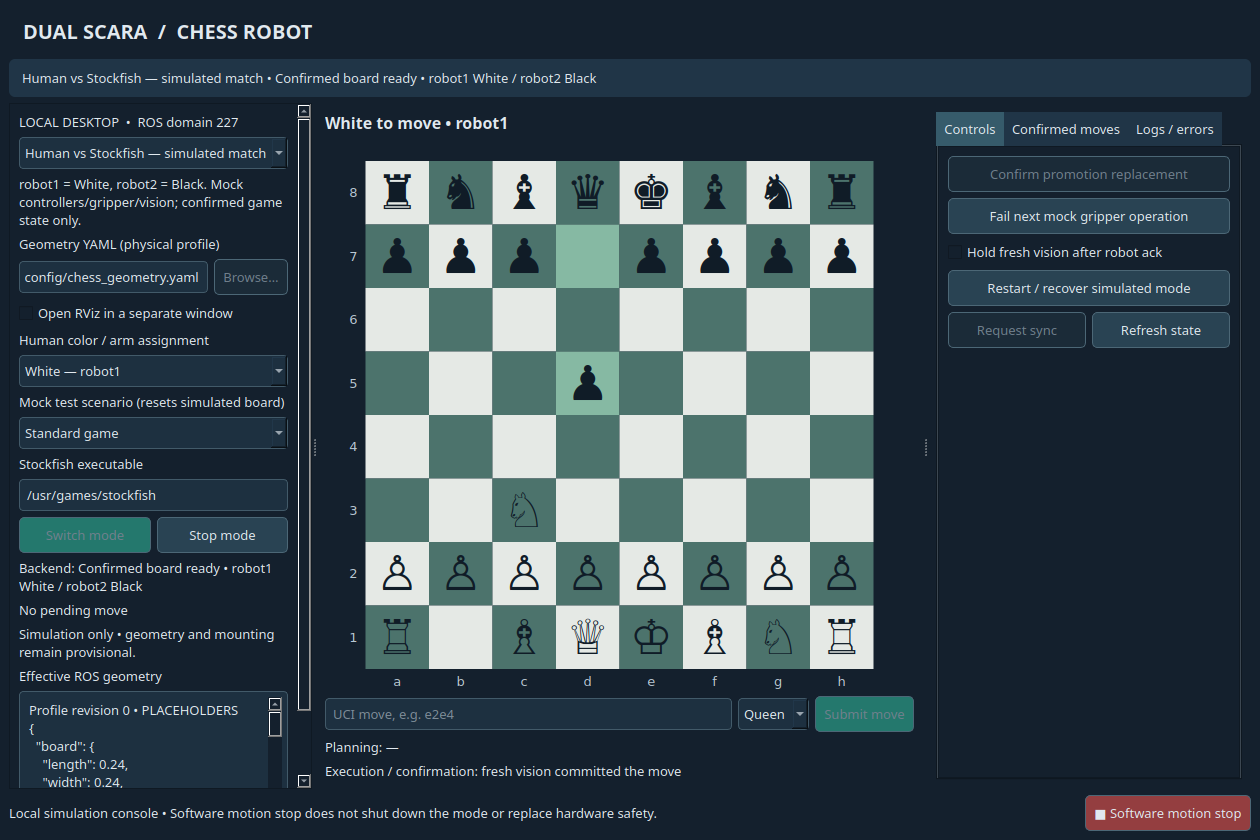 DUAL SCARA / CHESS ROBOT
Human vs Stockfish — simulated match • Confirmed board ready • robot1 White / robot2 Black
LOCAL DESKTOP • ROS domain 227
Human vs Stockfish — simulated match
robot1 = White, robot2 = Black. Mock
controllers/gripper/vision; confirmed game
state only.
Geometry YAML (physical profile)
config/chess_geometry.yaml
Browse...
Open RViz in a separate window
Human color / arm assignment
White — robot1
Mock test scenario (resets simulated board)
Standard game
Stockfish executable
/usr/games/stockfish
Switch mode
Stop mode
Backend: Confirmed board ready • robot1
White / robot2 Black
No pending move
Simulation only • geometry and mounting
remain provisional.
Effective ROS geometry
Profile revision 0 • PLACEHOLDERS
{
"board": {
"length": 0.24,
"width": 0.24,
White to move • robot1
8
7
6
5
4
3
2
1
a b c d e f g h
UCI move, e.g. e2e4
Queen
Submit move
Planning: —
Execution / confirmation: fresh vision committed the move
Controls
Confirmed moves
Logs / errors
Confirm promotion replacement
Fail next mock gripper operation
Hold fresh vision after robot ack
Restart / recover simulated mode
Request sync
Refresh state
Local simulation console • Software motion stop does not shut down the mode or replace hardware safety.
Software motion stop